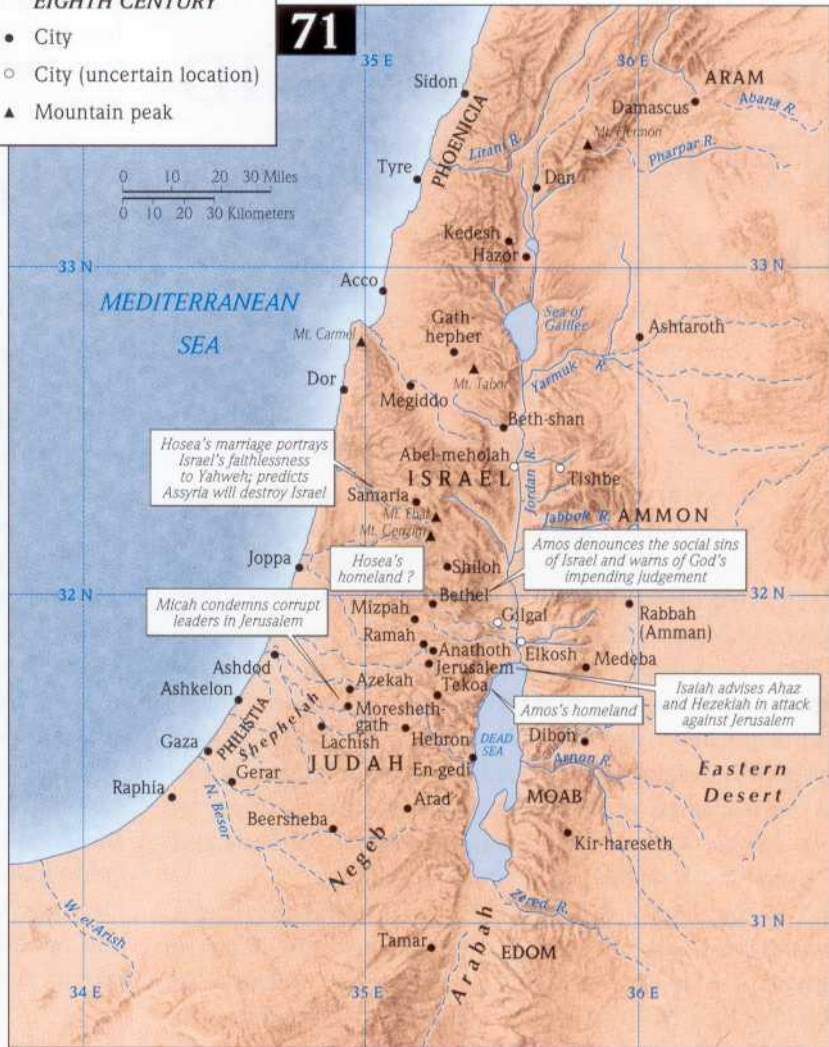 EIGHTH CENTURY
City
City (uncertain location)
Mountain peak
71
0 10 20 30 Miles
0 10 20 30 Kilometers
35 E
36 E
ARAM
Sidon
Damascus
Abana R.
PHOENICIA
Mt. Hermon
Litani R.
Pharpar R.
Tyre
Dan
Kedesh
Hazor
33 N
33 N
Acco
MEDITERRANEAN
SEA
Sea of
Galilee
Gath-
hepher
Ashtaroth
Mt. Carmel
Mt. Tabor
Yarmuk R.
Dor
Megiddo
Beth-shan
Hosea's marriage portrays
Israel's faithlessness
to Yahweh; predicts
Assyria will destroy Israel
Abel-meholah
ISRAEL
Jordan R.
Tishbe
Samaria
Mt. Ebal
Mt. Gerizim
Jabbok R.
AMMON
Joppa
Hosea's
homeland ?
Shiloh
Amos denounces the social sins
of Israel and warns of God's
impending judgement
32 N
32 N
Micah condemns corrupt
leaders in Jerusalem
Bethel
Mizpah
Gilgal
Rabbah
(Amman)
Ramah
Anathoth
Elkosh
Jerusalem
Medeba
Ashdod
Azekah
Tekoa
Isaiah advises Ahaz
and Hezekiah in attack
against Jerusalem
Ashkelon
Moresheth-
gath
Amos's homeland
PHILISTIA
Shephelah
Gaza
Lachish
Hebron
DEAD
SEA
Dibon
JUDAH
En-gedi
Arnon R.
Eastern
Desert
Gerar
Raphia
MOAB
N. Besor
Arad
Beersheba
Negeb
Kir-hareseth
Zered R.
W. el-Arish
31 N
Tamar
Arabah
EDOM
34 E
35 E
36 E